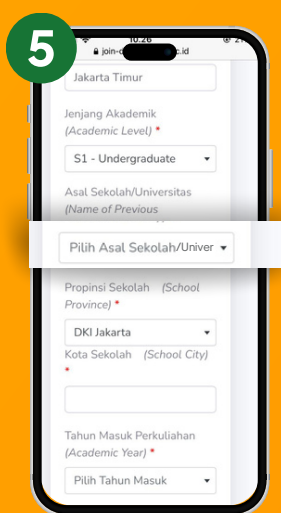 5
10:26
join-
c.id
Jakarta Timur
Jenjang Akademik
(Academic Level) *
S1 - Undergraduate
Asal Sekolah/Universitas
(Name of Previous
Pilih Asal Sekolah/Univer
Propinsi Sekolah (School
Province) *
DKI Jakarta
Kota Sekolah (School City)
*
Tahun Masuk Perkuliahan
(Academic Year) *
Pilih Tahun Masuk